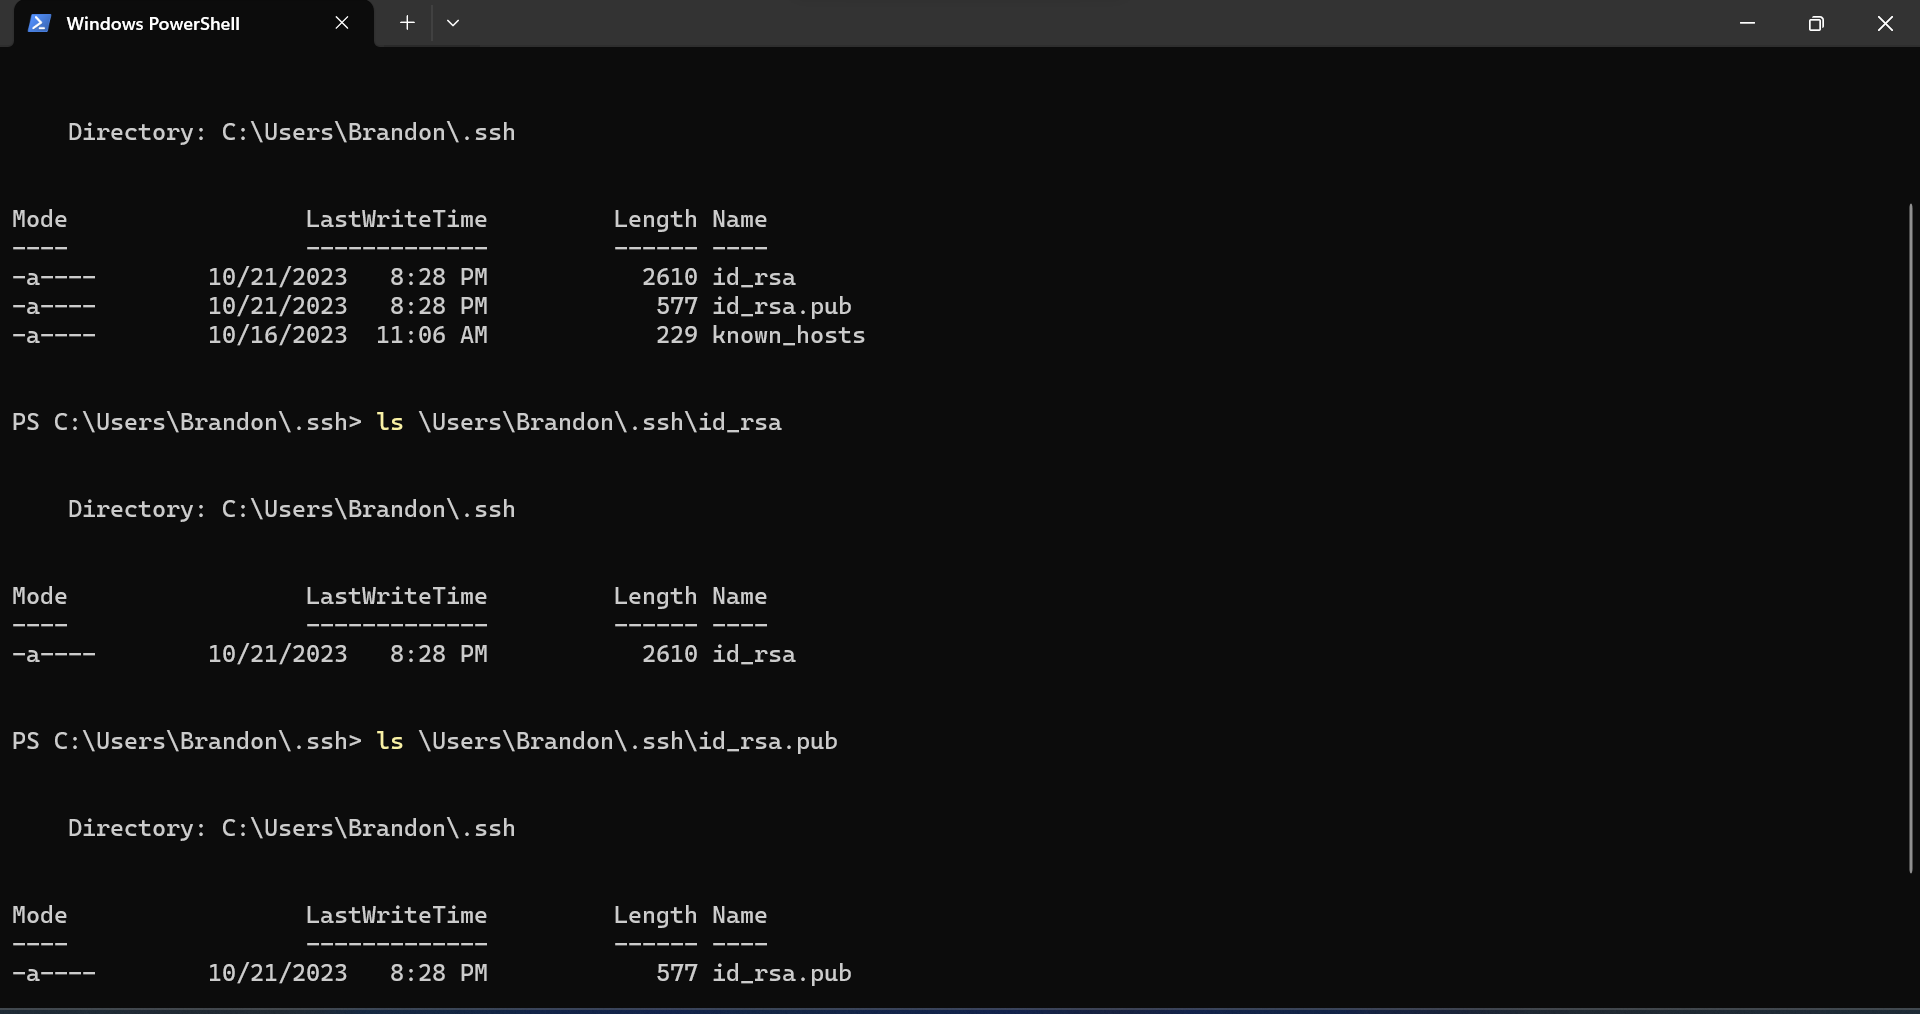 Windows PowerShell
Directory: C:\Users\Brandon\.ssh
Mode                 LastWriteTime         Length Name
----                 -------------         ------ ----
-a----        10/21/2023   8:28 PM           2610 id_rsa
-a----        10/21/2023   8:28 PM            577 id_rsa.pub
-a----        10/16/2023  11:06 AM            229 known_hosts
PS C:\Users\Brandon\.ssh> ls \Users\Brandon\.ssh\id_rsa
Directory: C:\Users\Brandon\.ssh
Mode                 LastWriteTime         Length Name
----                 -------------         ------ ----
-a----        10/21/2023   8:28 PM           2610 id_rsa
PS C:\Users\Brandon\.ssh> ls \Users\Brandon\.ssh\id_rsa.pub
Directory: C:\Users\Brandon\.ssh
Mode                 LastWriteTime         Length Name
----                 -------------         ------ ----
-a----        10/21/2023   8:28 PM            577 id_rsa.pub